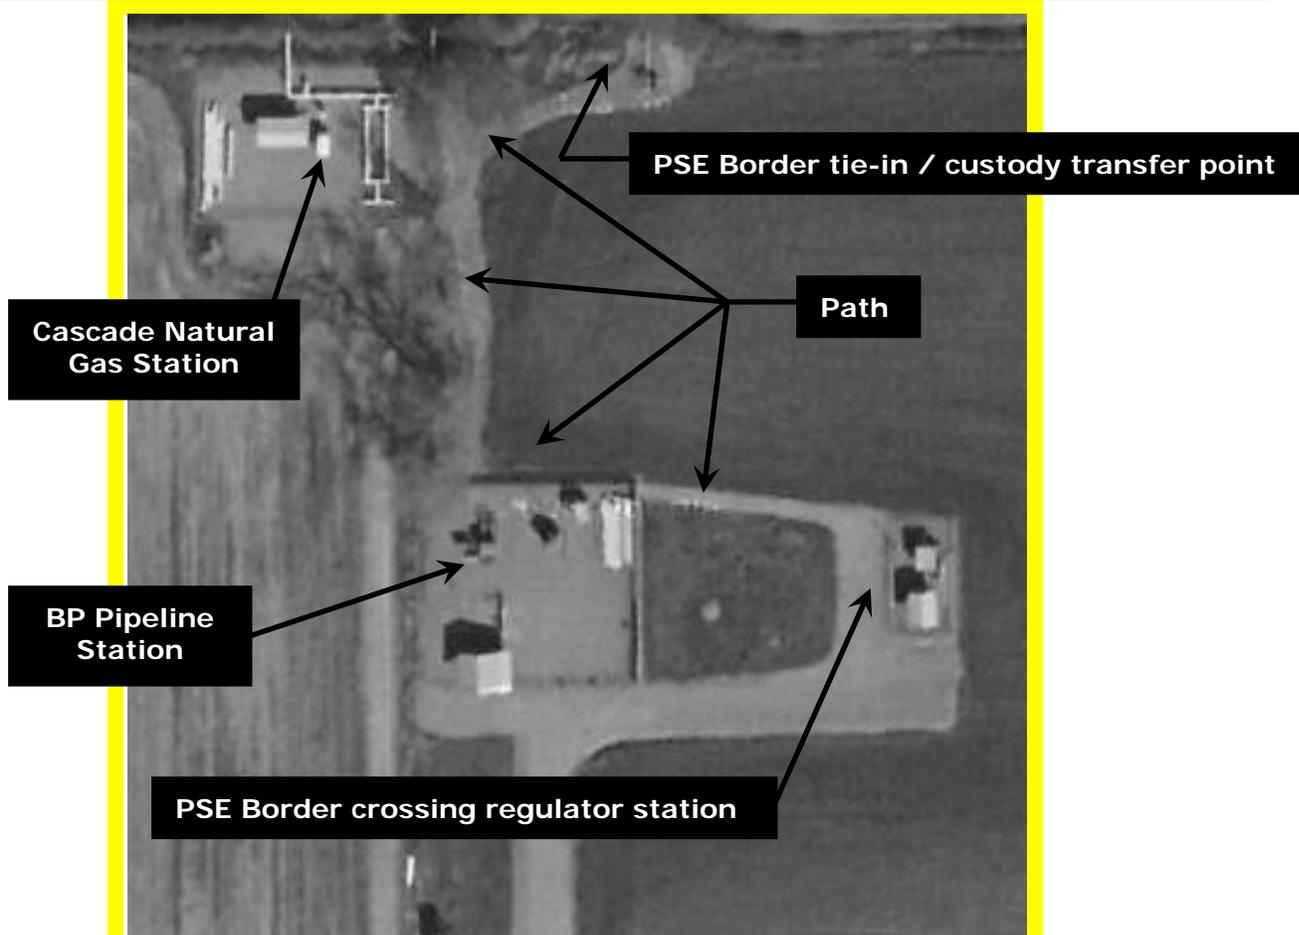 PSE Border tie-in / custody transfer point
Path
Cascade Natural
Gas Station
BP Pipeline
Station
PSE Border crossing regulator station